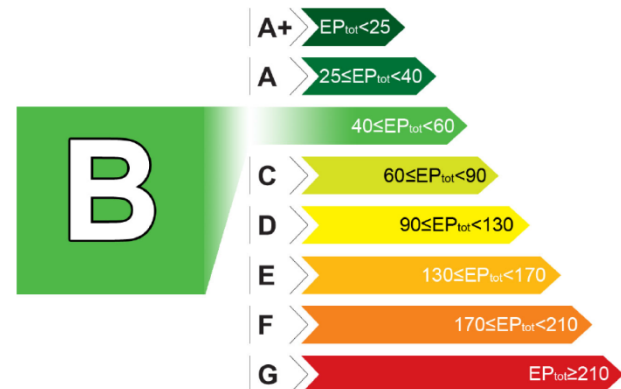 A+ EPtot<25
A 25≤EPtot<40
B 40≤EPtot<60
C 60≤EPtot<90
D 90≤EPtot<130
E 130≤EPtot<170
F 170≤EPtot<210
G EPtot≥210